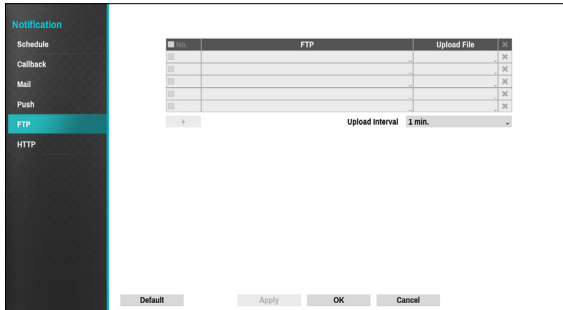 Notification
Schedule
Callback
Mail
Push
FTP
HTTP
No. FTP Upload File
+ Upload Interval 1 min.
Default Apply OK Cancel